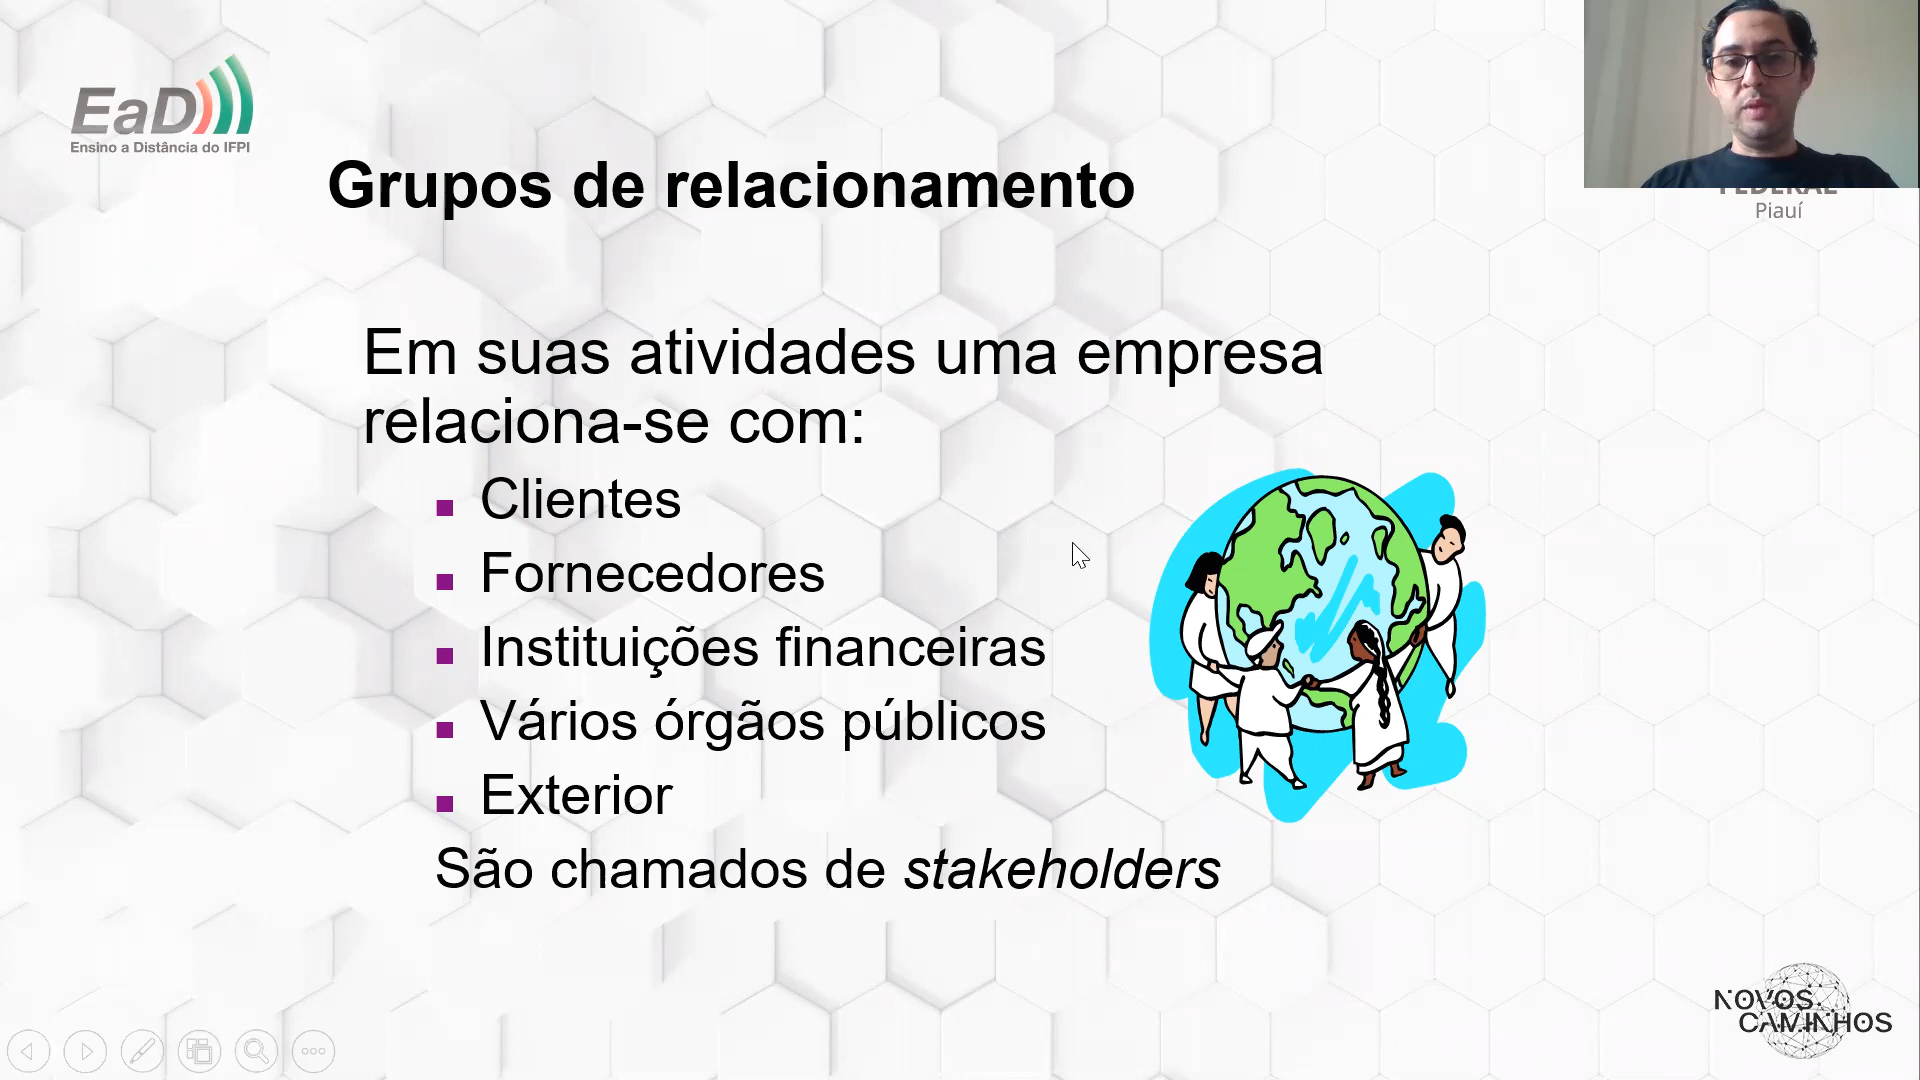 EaD
Ensino a Distância do IFPI
FEDERAL
Piauí
Grupos de relacionamento
Em suas atividades uma empresa
relaciona-se com:
Clientes
Fornecedores
Instituições financeiras
Vários órgãos públicos
Exterior
São chamados de stakeholders
NOVOS
CAMINHOS